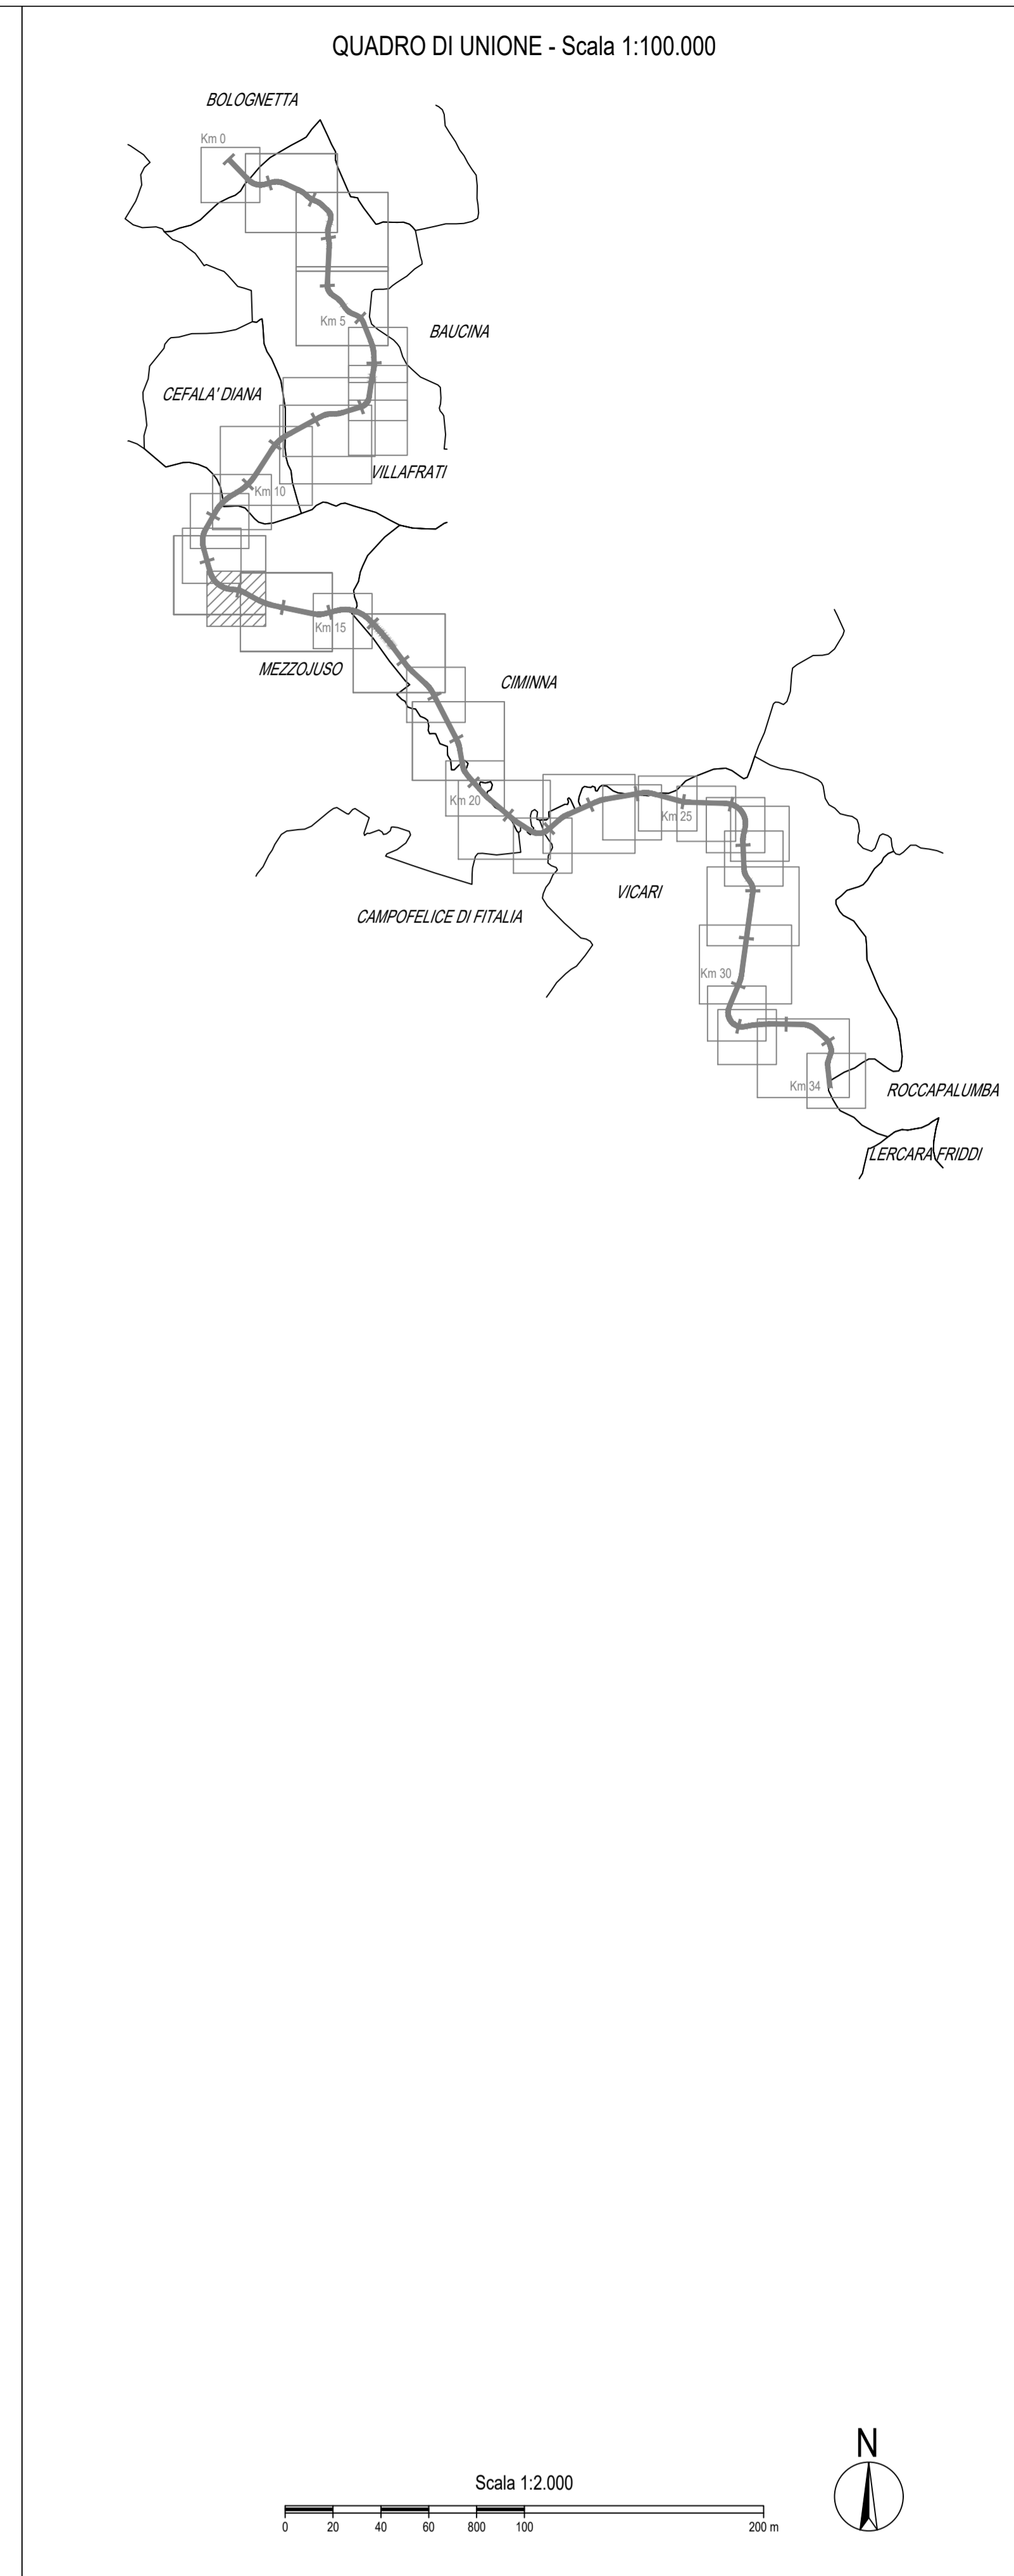 QUADRO DI UNIONE - Scala 1:100.000
BOLOGNETTA
Km 0
Km 5
BAUCINA
CEFALA' DIANA
VILLAFRATI
Km 10
Km 15
MEZZOJUSO
CIMINNA
Km 20
Km 25
VICARI
CAMPOFELICE DI FITALIA
Km 30
Km 34
ROCCAPALUMBA
LERCARA FRIDDI
N
Scala 1:2.000
0 20 40 60 800 100 200 m